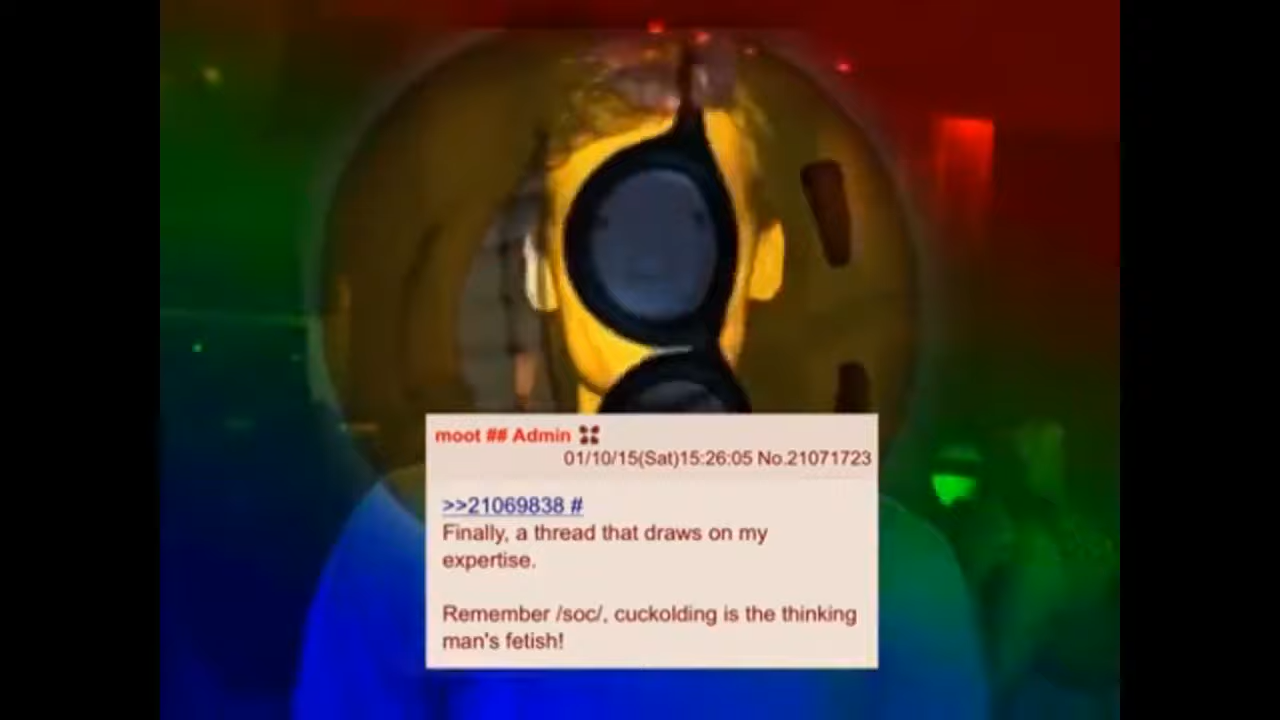 moot ## Admin
01/10/15(Sat)15:26:05 No.21071723
>>21069838 #
Finally, a thread that draws on my
expertise.
Remember /soc/, cuckolding is the thinking
man's fetish!